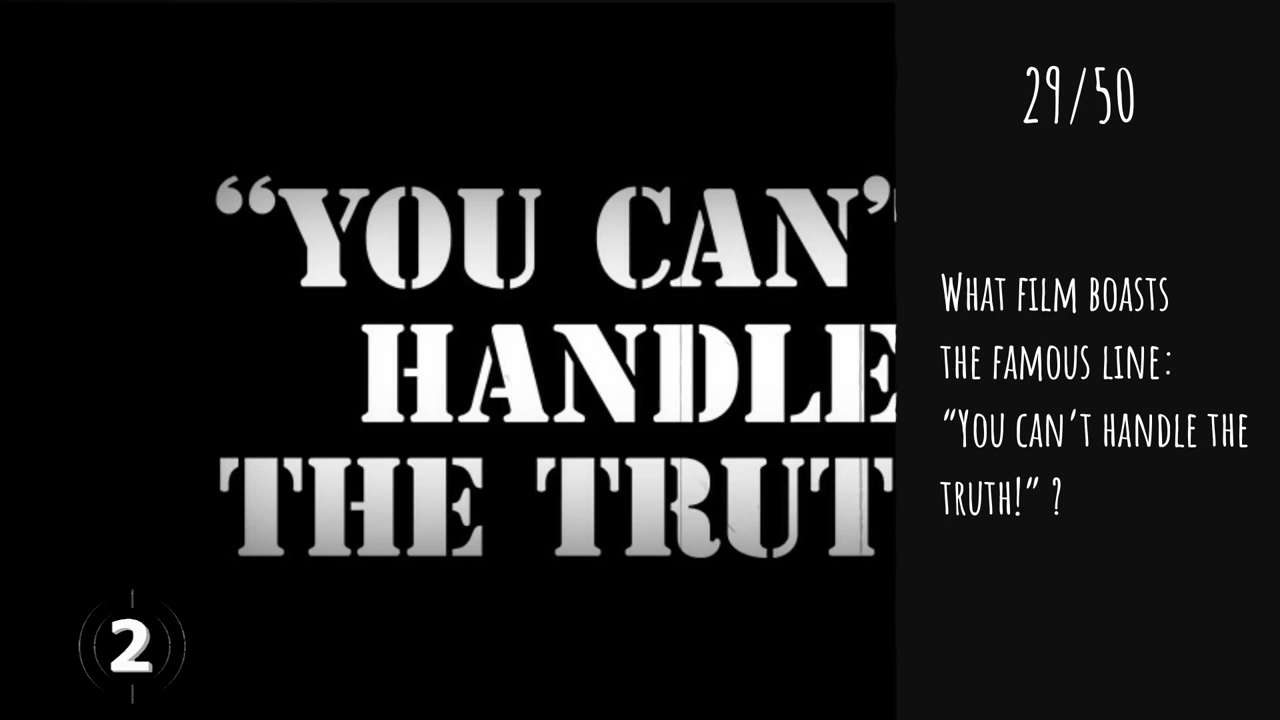 “YOU CAN’
HANDLE
THE TRUT
29/50
What film boasts
the famous line:
“You can’t handle the
truth!” ?
2